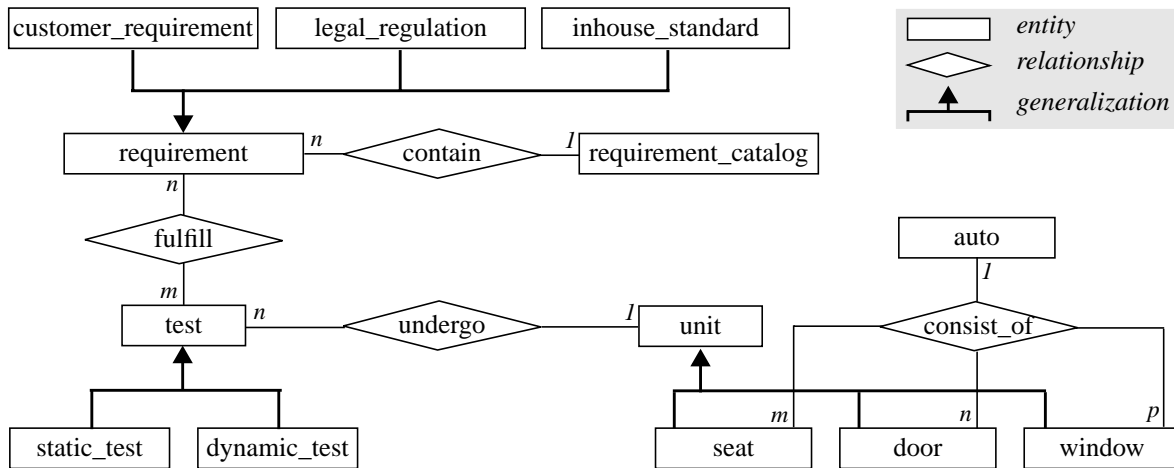 customer_requirement
legal_regulation
inhouse_standard
entity
relationship
generalization
requirement
n
contain
1
requirement_catalog
n
fulfill
m
auto
1
test
n
undergo
1
unit
consist_of
static_test
dynamic_test
m
n
p
seat
door
window